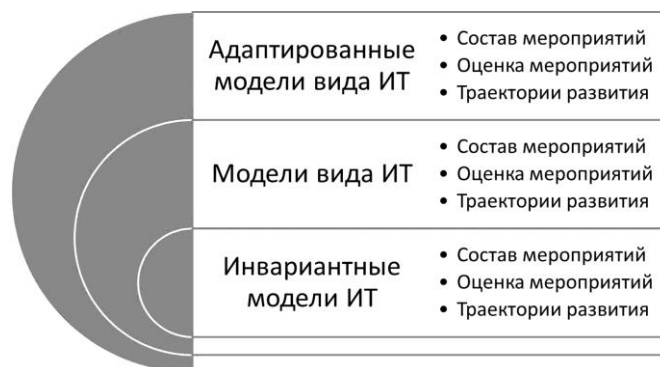 Адаптированные
модели вида ИТ
• Состав мероприятий
• Оценка мероприятий
• Траектории развития
Модели вида ИТ
• Состав мероприятий
• Оценка мероприятий
• Траектории развития
Инвариантные
модели ИТ
• Состав мероприятий
• Оценка мероприятий
• Траектории развития